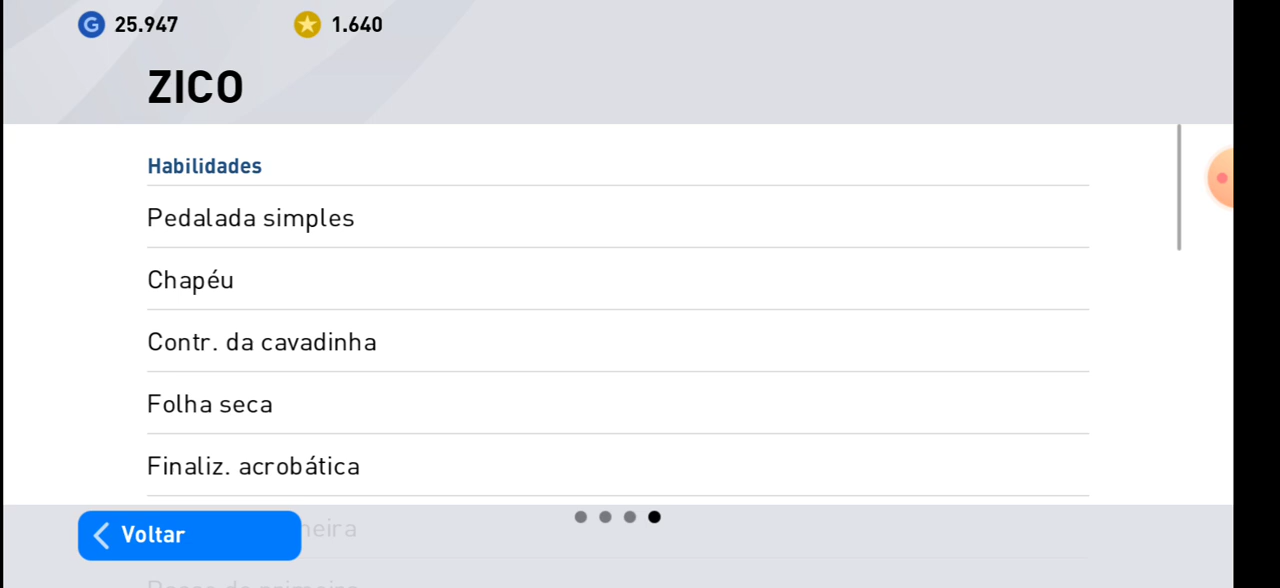 G 25.947 1.640
ZICO
Habilidades
Pedalada simples
Chapéu
Contr. da cavadinha
Folha seca
Finaliz. acrobática
Voltar